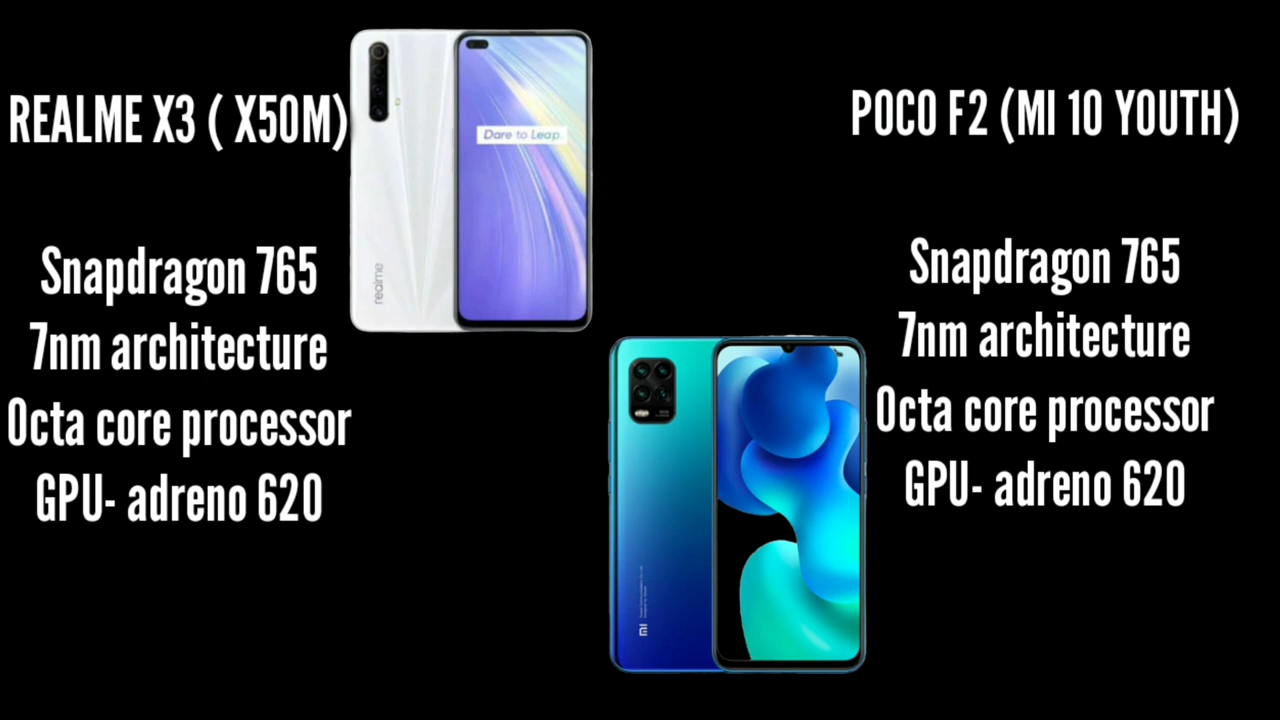 REALME X3 ( X50M)
Snapdragon 765
7nm architecture
Octa core processor
GPU- adreno 620
realme
Dare to Leap
POCO F2 (MI 10 YOUTH)
Snapdragon 765
7nm architecture
Octa core processor
GPU- adreno 620
MI